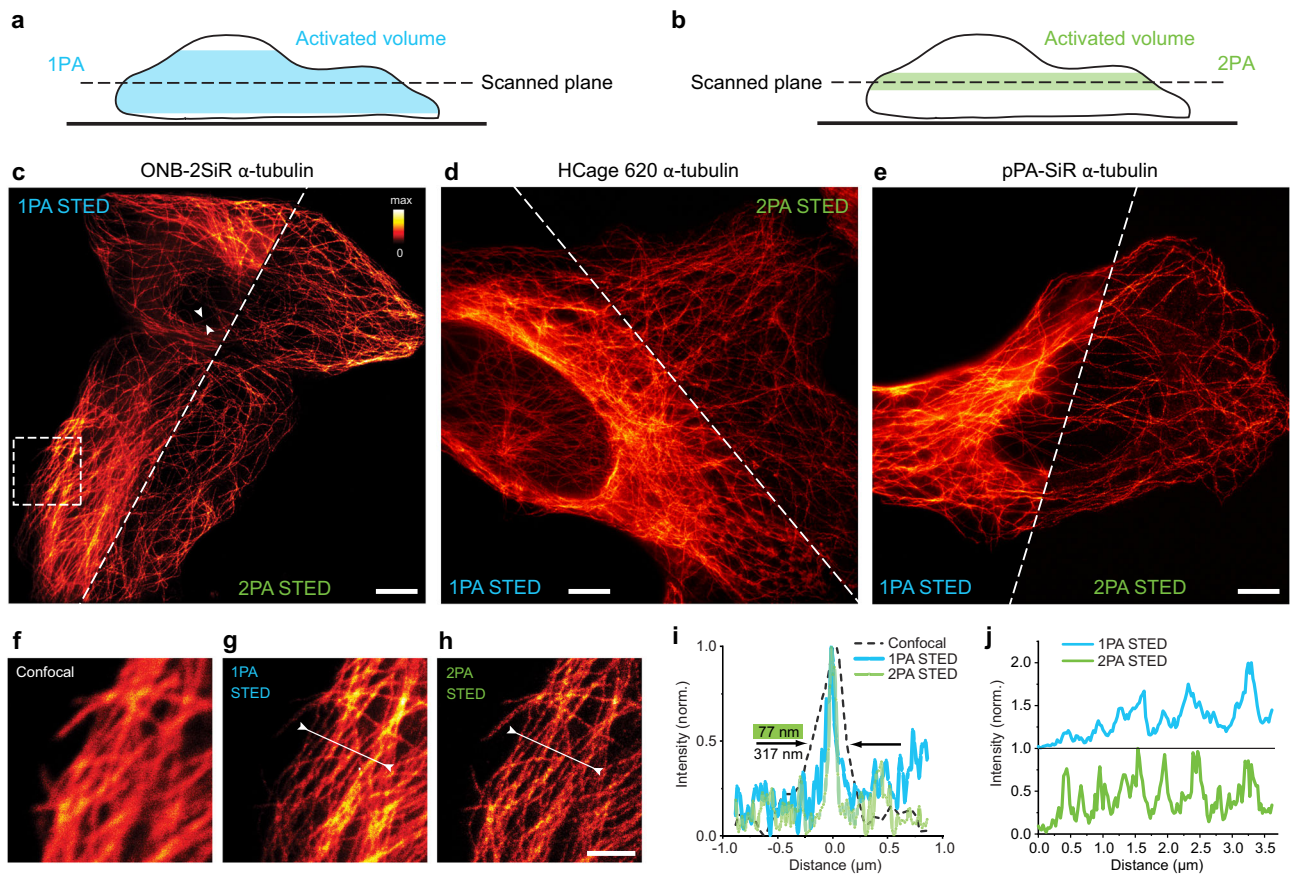 a
1PA
Activated volume
Scanned plane
b
Activated volume
Scanned plane
2PA
c
ONB-2SiR α-tubulin
1PA STED
max
0
2PA STED
d
HCage 620 α-tubulin
2PA STED
1PA STED
e
pPA-SiR α-tubulin
1PA STED
2PA STED
f
Confocal
g
1PA
STED
h
2PA
STED
i
Confocal
1PA STED
2PA STED
77 nm
317 nm
Intensity (norm.)
1.0
0.5
0.0
-1.0
-0.5
0.0
0.5
1.0
Distance (µm)
j
1PA STED
2PA STED
Intensity (norm.)
2.0
1.5
1.0
1.0
0.5
0.0
0.0
0.5
1.0
1.5
2.0
2.5
3.0
3.5
Distance (µm)